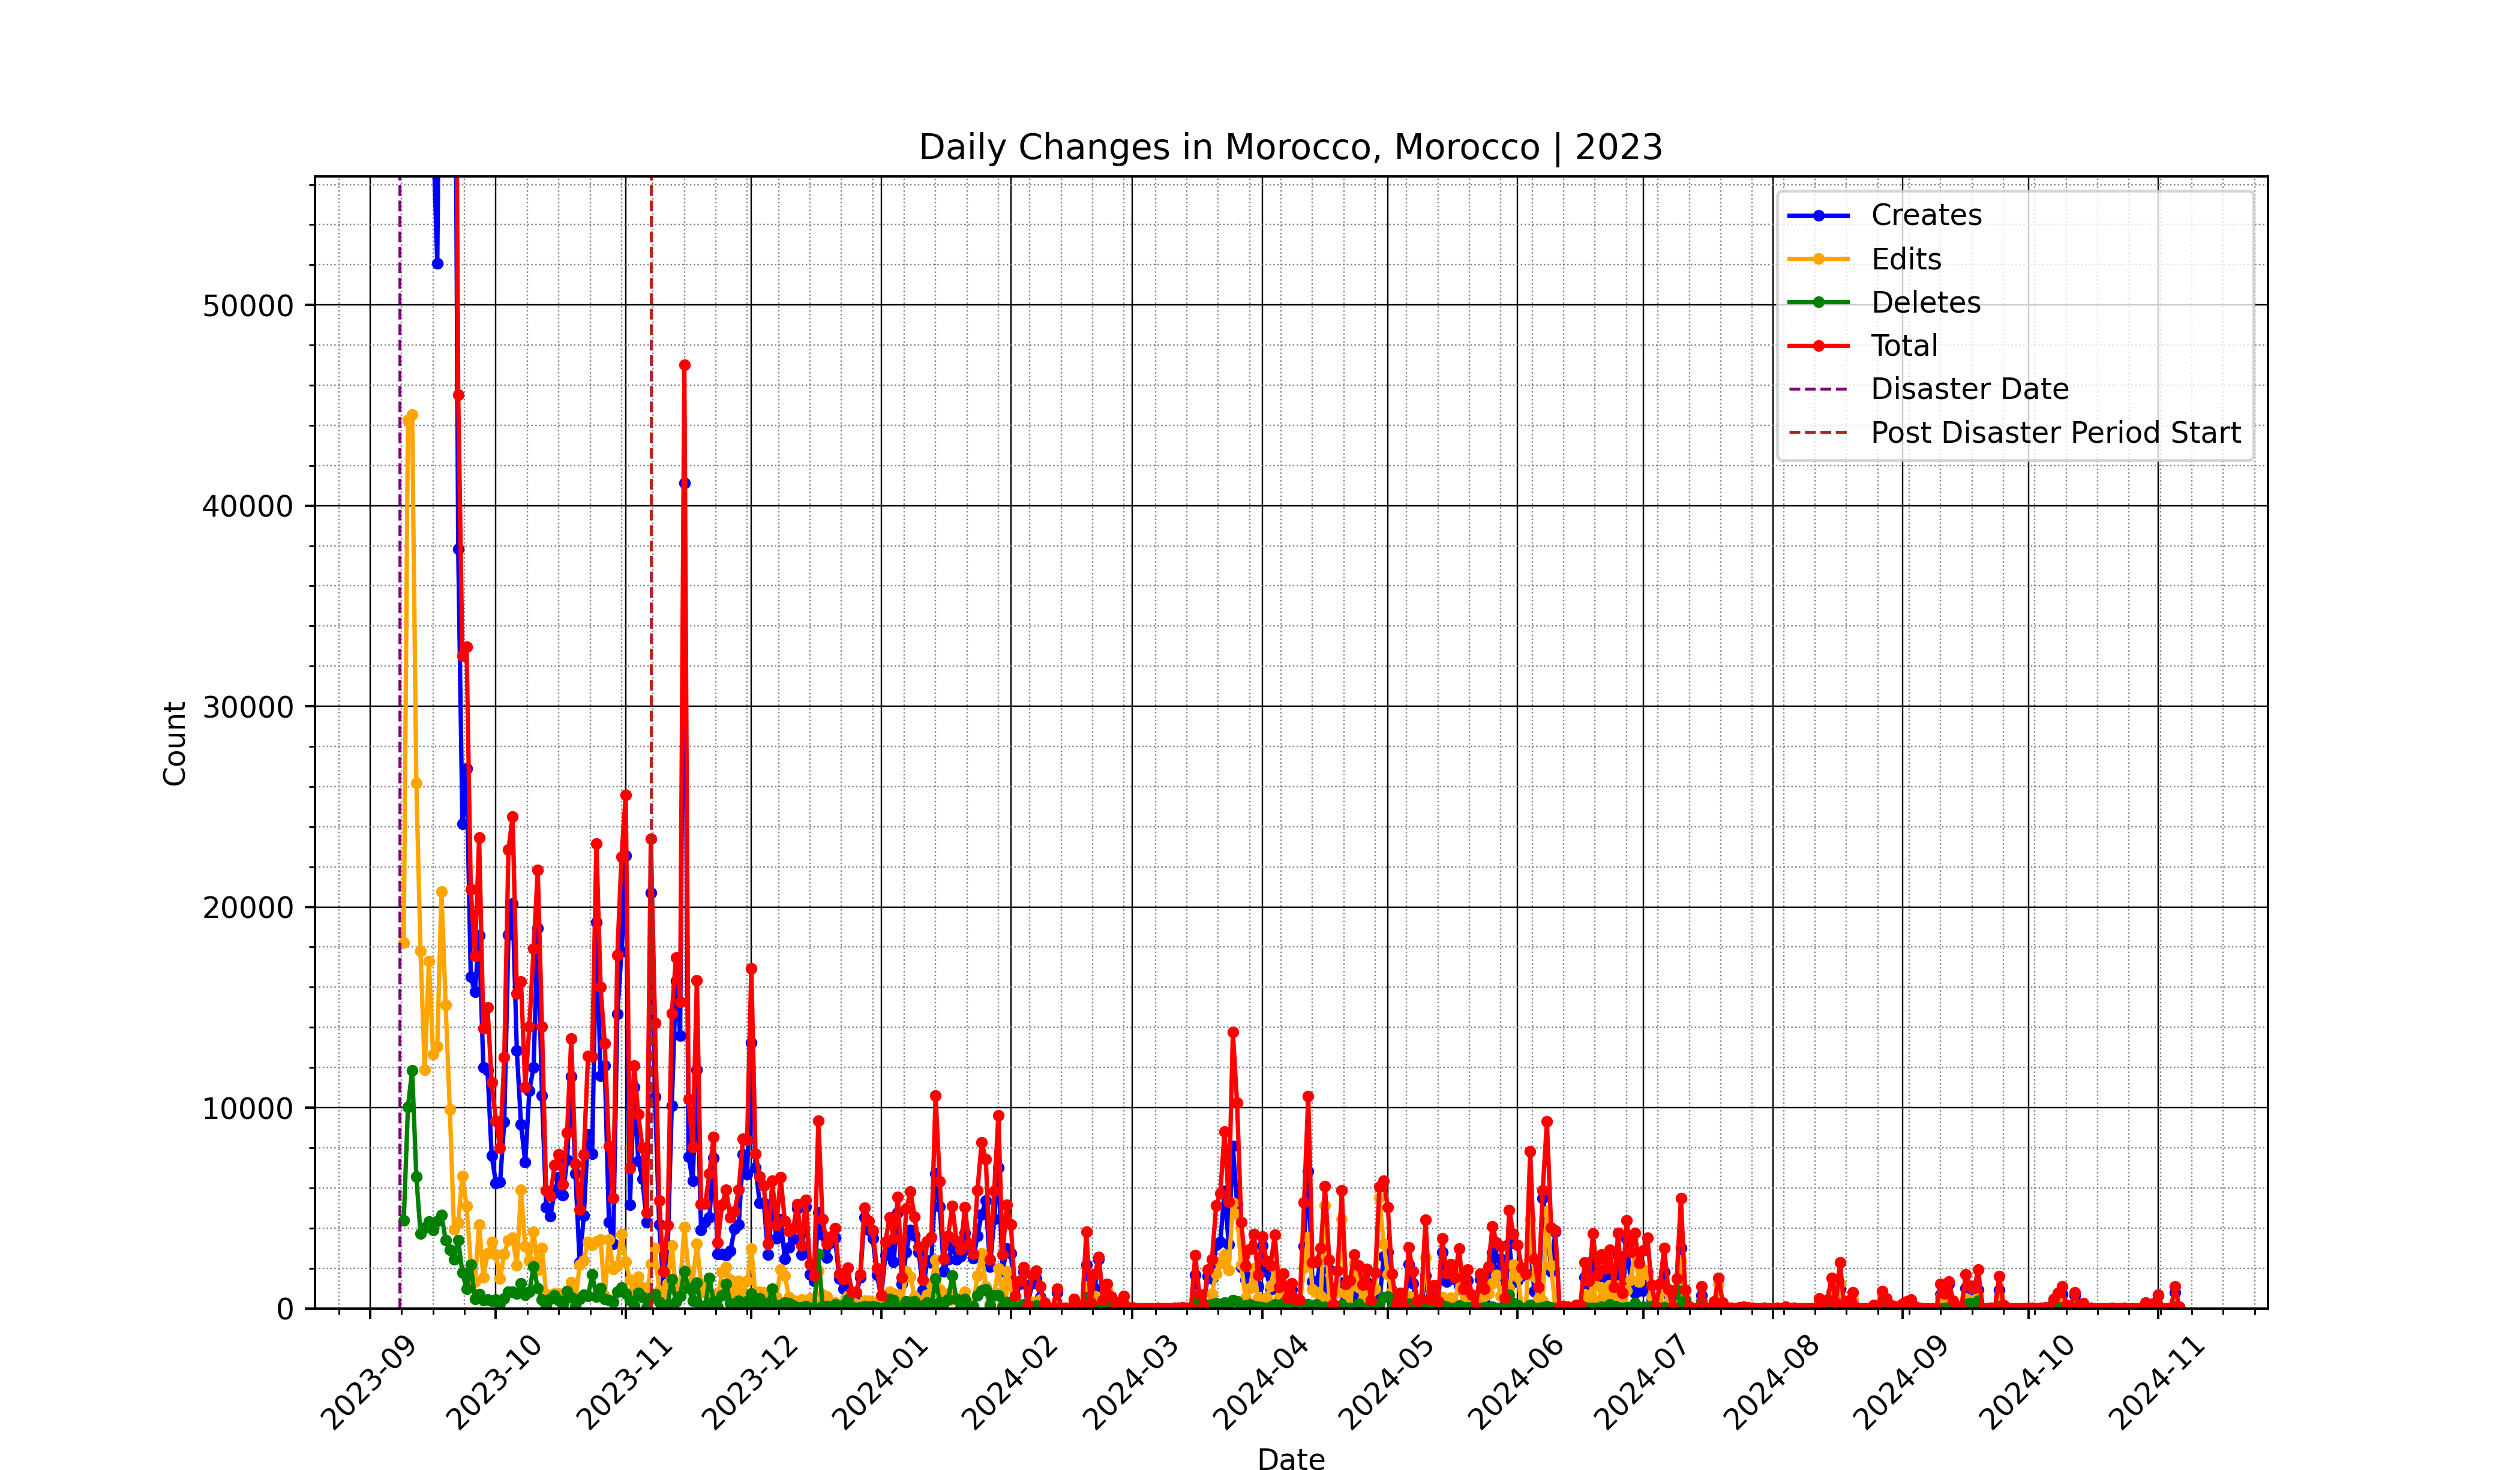 Daily Changes in Morocco, Morocco | 2023
Creates
Edits
Deletes
Total
Disaster Date
Post Disaster Period Start
50000
40000
30000
20000
10000
0
Count
2023-09
2023-10
2023-11
2023-12
2024-01
2024-02
2024-03
2024-04
2024-05
2024-06
2024-07
2024-08
2024-09
2024-10
2024-11
Date